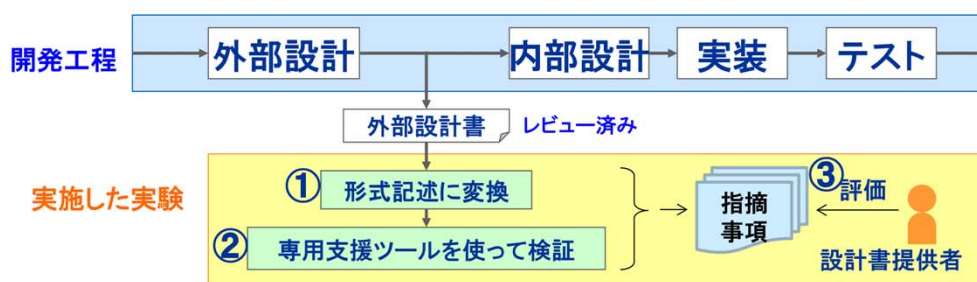 開発工程
外部設計
内部設計
実装
テスト
外部設計書
レビュー済み
実施した実験
①
形式記述に変換
②
専用支援ツールを使って検証
指摘
事項
③
評価
設計書提供者